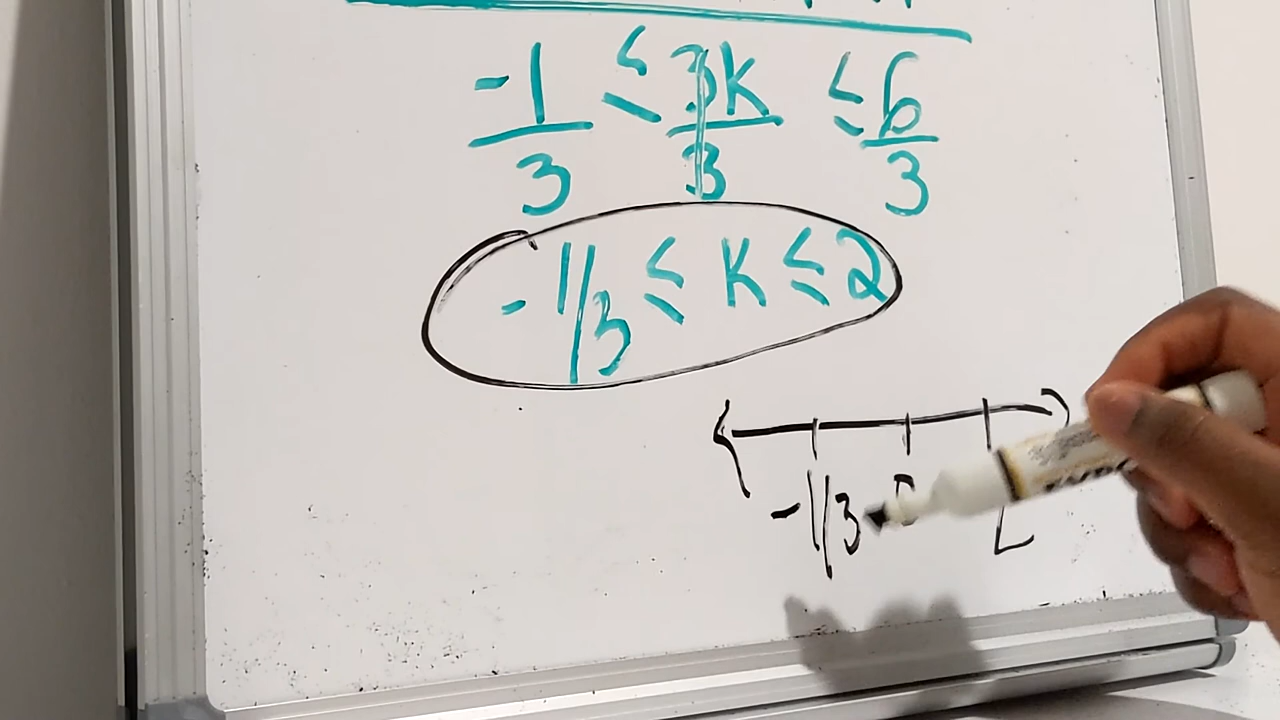 -1/3 ≤ 3K/3 ≤ 6/3
-1/3 ≤ K ≤ 2
-1/3